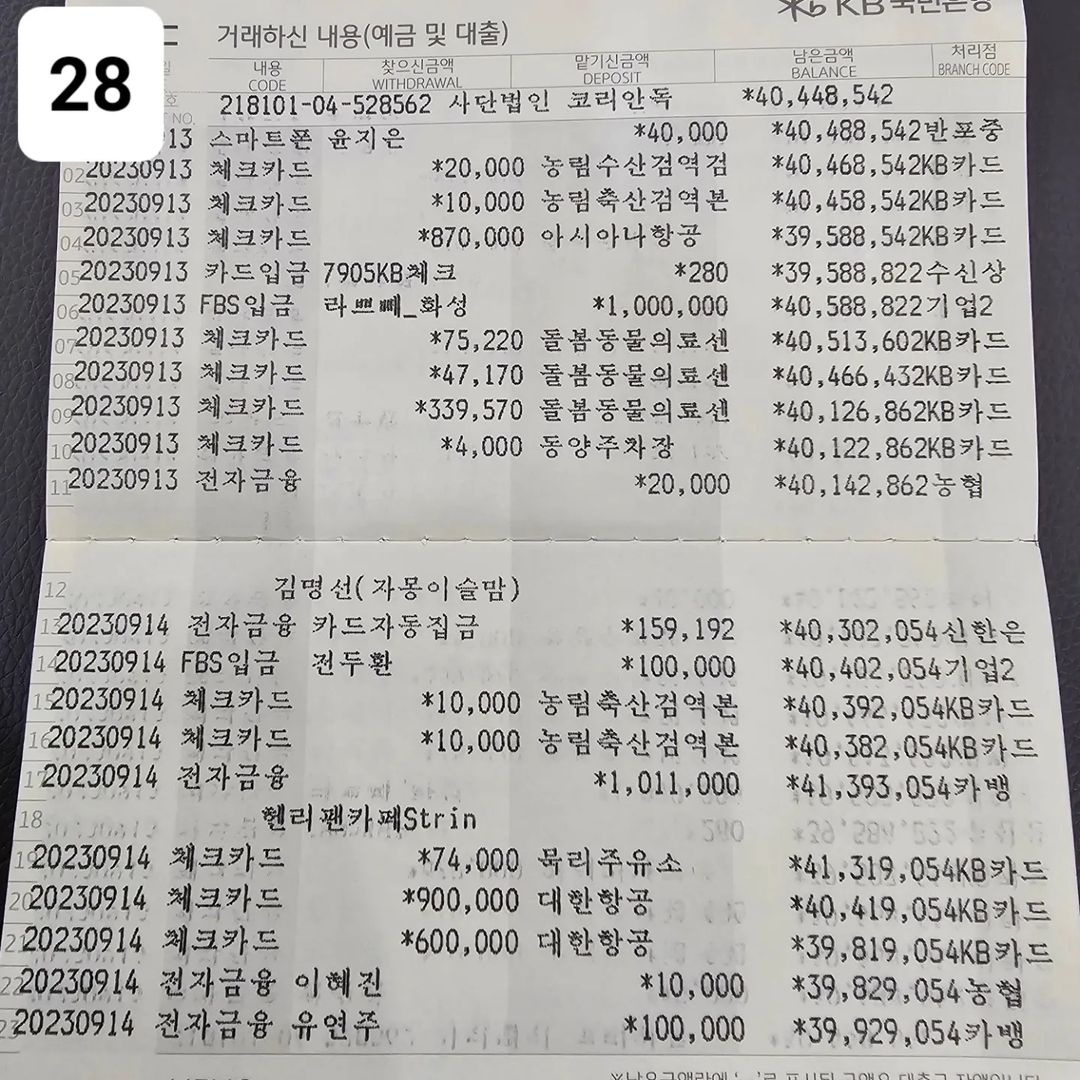 28
KB국민은행
거래하신 내용(예금 및 대출)
내용 찾으신금액 맡기신금액 남은금액 처리점
CODE WITHDRAWAL DEPOSIT BALANCE BRANCH CODE
218101-04-528562 사단법인 코리안독 *40,448,542
13 스마트폰 윤지은 *40,000 *40,488,542반포중
02 20230913 체크카드 *20,000 농림수산검역검 *40,468,542KB카드
03 20230913 체크카드 *10,000 농림축산검역본 *40,458,542KB카드
04 20230913 체크카드 *870,000 아시아나항공 *39,588,542KB카드
05 20230913 카드입금 7905KB체크 *280 *39,588,822수신상
06 20230913 FBS입금 라쁘빼_화성 *1,000,000 *40,588,822기업2
07 20230913 체크카드 *75,220 돌봄동물의료센 *40,513,602KB카드
08 20230913 체크카드 *47,170 돌봄동물의료센 *40,466,432KB카드
09 20230913 체크카드 *339,570 돌봄동물의료센 *40,126,862KB카드
10 20230913 체크카드 *4,000 동양주차장 *40,122,862KB카드
11 20230913 전자금융 *20,000 *40,142,862농협
12 김명선(자몽이슬맘)
13 20230914 전자금융 카드자동집금 *159,192 *40,302,054신한은
14 20230914 FBS입금 전두환 *100,000 *40,402,054기업2
15 20230914 체크카드 *10,000 농림축산검역본 *40,392,054KB카드
16 20230914 체크카드 *10,000 농림축산검역본 *40,382,054KB카드
17 20230914 전자금융 *1,011,000 *41,393,054카뱅
18 헨리팬카페Strin
19 20230914 체크카드 *74,000 묵리주유소 *41,319,054KB카드
20 20230914 체크카드 *900,000 대한항공 *40,419,054KB카드
21 20230914 체크카드 *600,000 대한항공 *39,819,054KB카드
22 20230914 전자금융 이혜진 *10,000 *39,829,054농협
23 20230914 전자금융 유연주 *100,000 *39,929,054카뱅